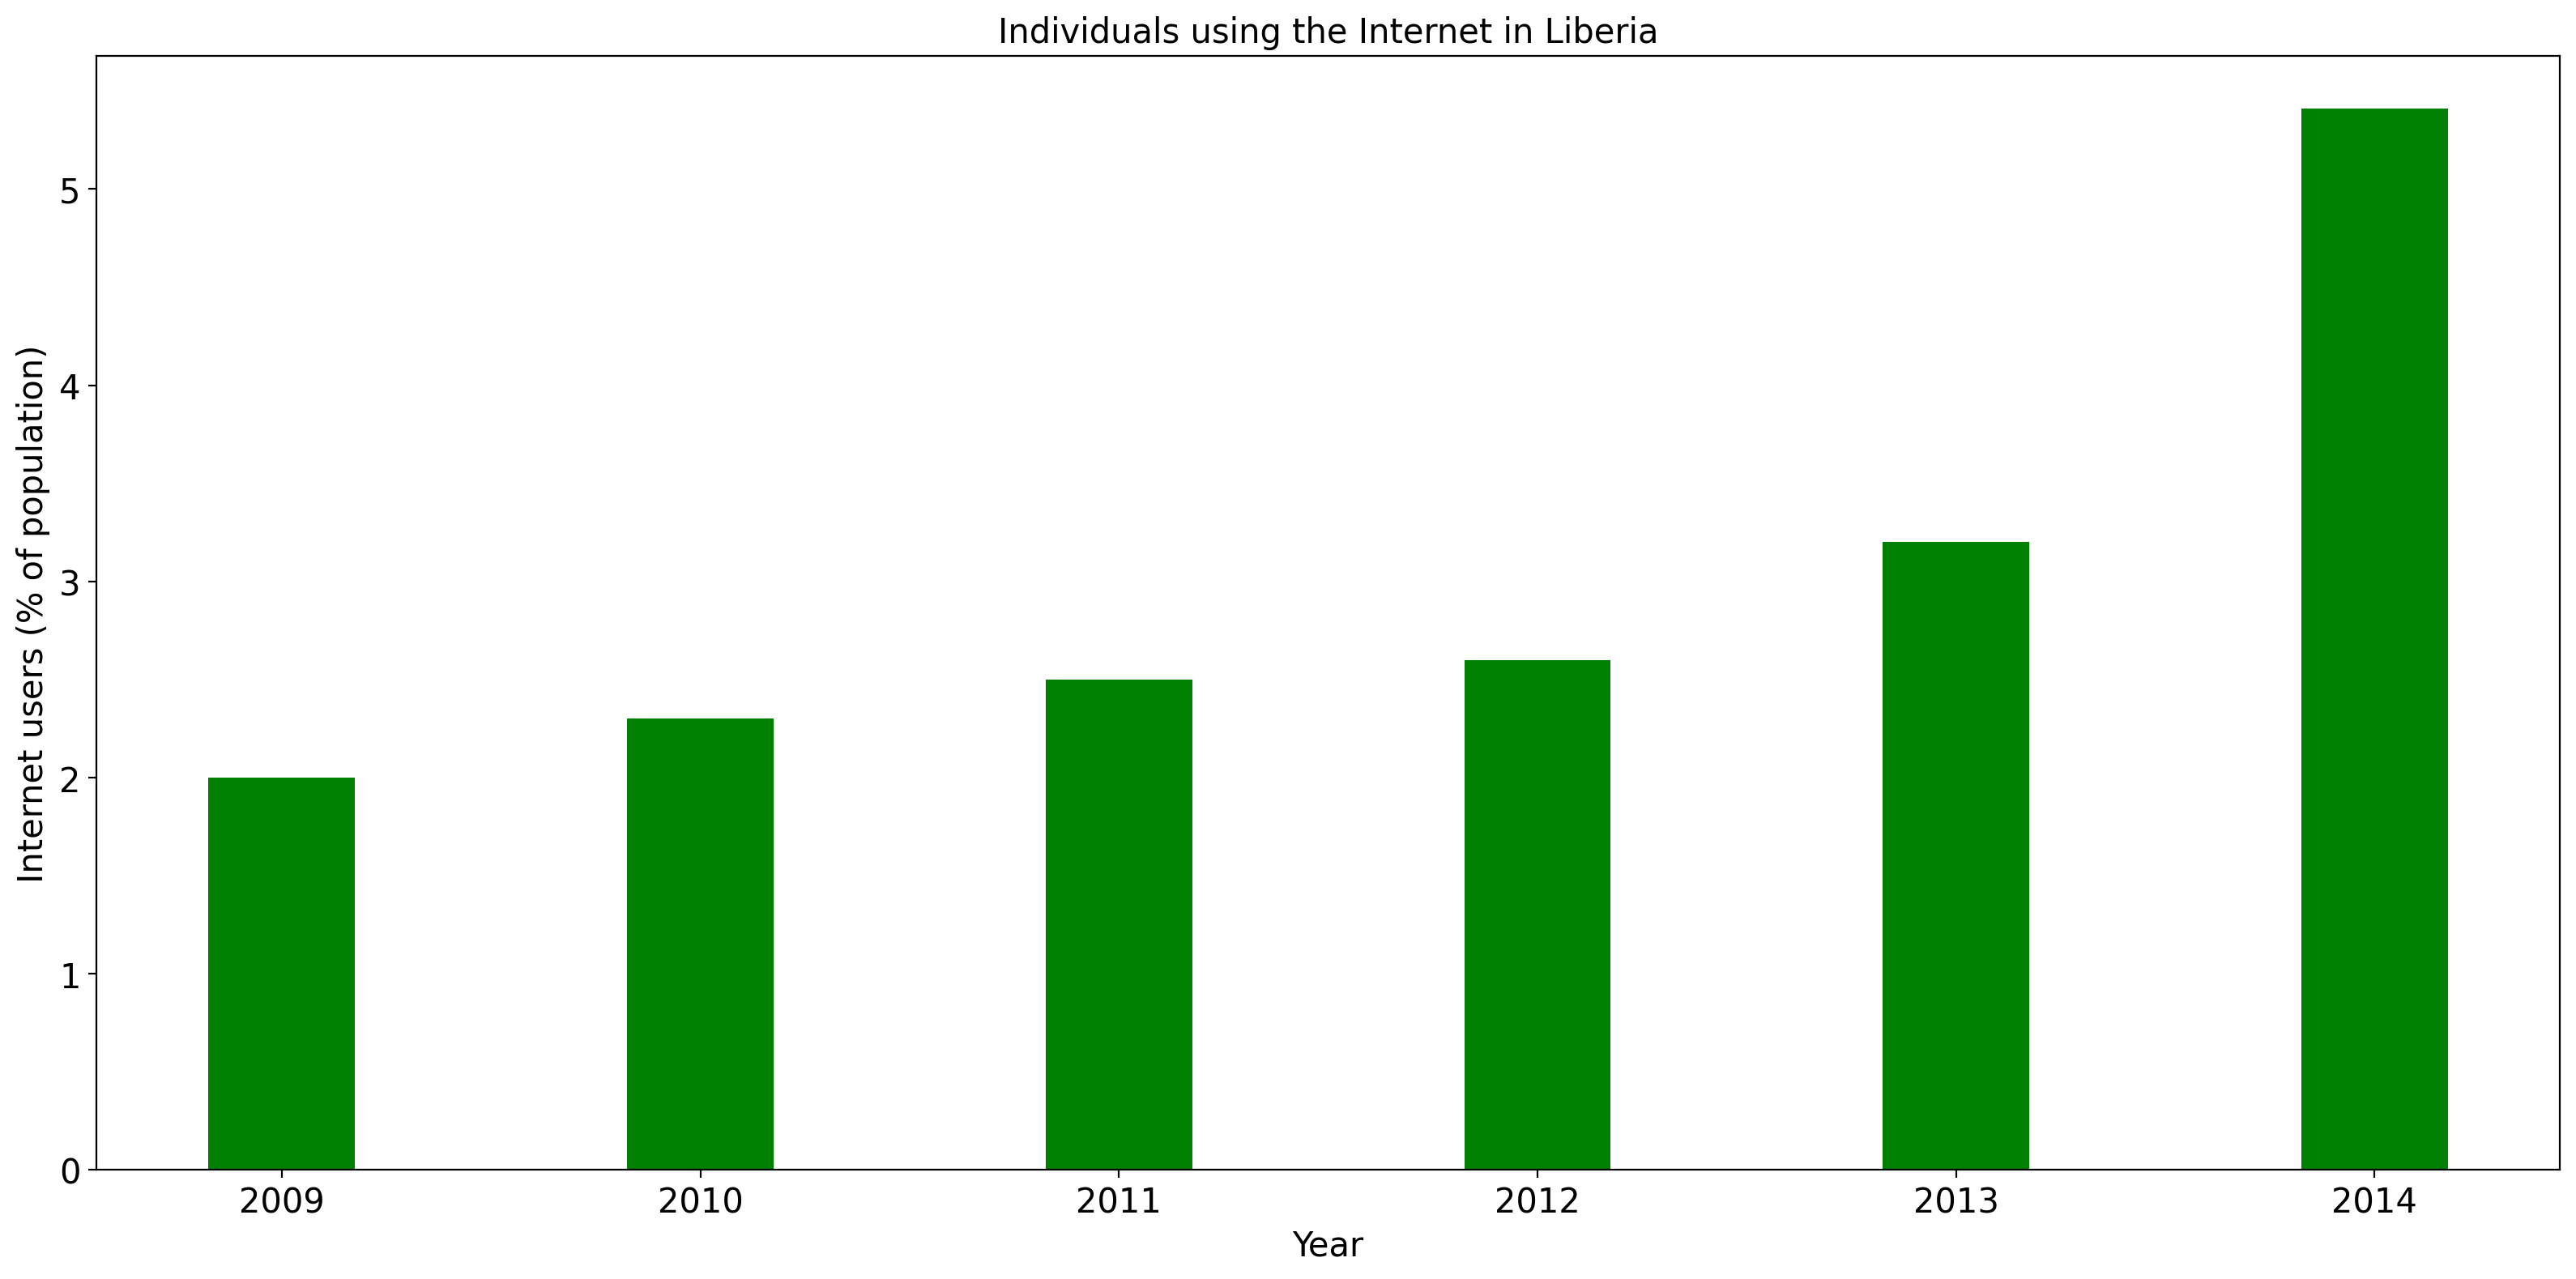 Individuals using the Internet in Liberia
Internet users (% of population)
5
4
3
2
1
0
2009 2010 2011 2012 2013 2014
Year